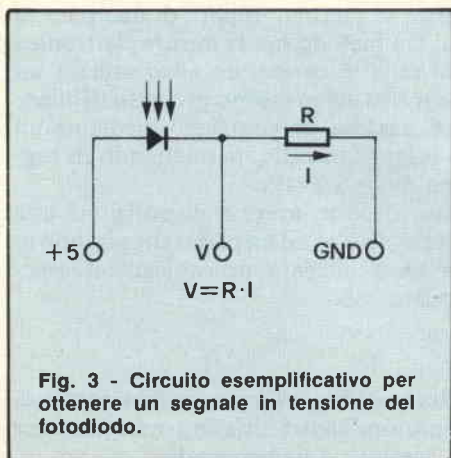 R
I
+5 V GND
V=R·I
Fig. 3 - Circuito esemplificativo per
ottenere un segnale in tensione del
fotodiodo.